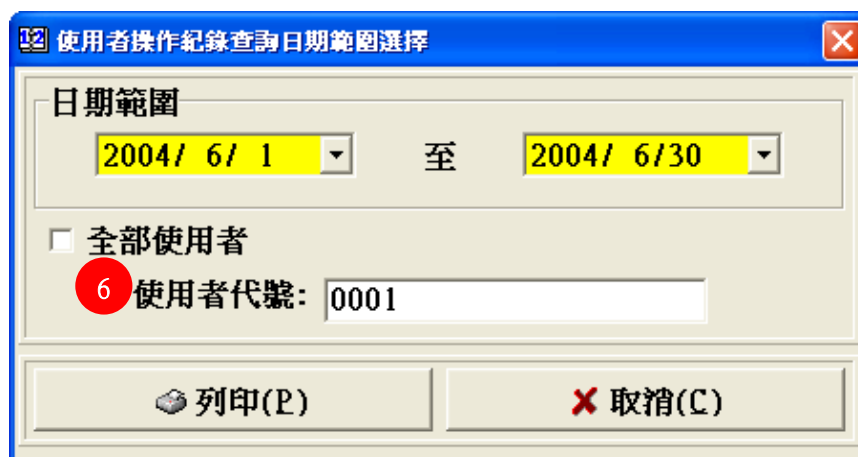 使用者操作紀錄查詢日期範圍選擇
日期範圍
2004/ 6/ 1 至 2004/ 6/30
全部使用者
6 使用者代號: 0001
列印(P) 取消(C)